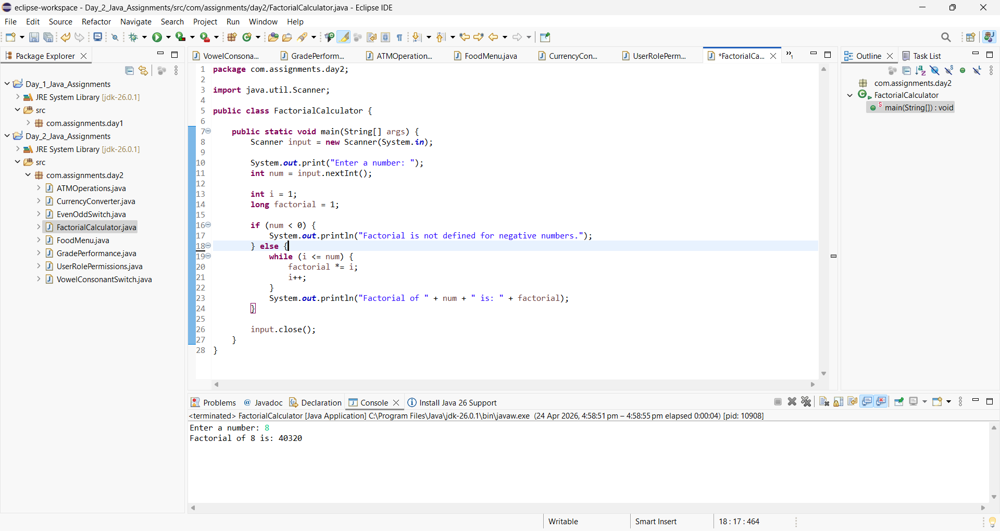 eclipse-workspace - Day_2_Java_Assignments/src/com/assignments/day2/FactorialCalculator.java - Eclipse IDE
File Edit Source Refactor Navigate Search Project Run Window Help
Package Explorer
Day_1_Java_Assignments
JRE System Library [jdk-26.0.1]
src
com.assignments.day1
Day_2_Java_Assignments
JRE System Library [jdk-26.0.1]
src
com.assignments.day2
ATMOperations.java
CurrencyConverter.java
EvenOddSwitch.java
FactorialCalculator.java
FoodMenu.java
GradePerformance.java
UserRolePermissions.java
VowelConsonantSwitch.java
VowelConsona... GradePerform... ATMOperation... FoodMenu.java CurrencyCon... UserRolePerm... *FactorialCa... »1
1 package com.assignments.day2;
2
3 import java.util.Scanner;
4
5 public class FactorialCalculator {
6
7 public static void main(String[] args) {
8 Scanner input = new Scanner(System.in);
9
10 System.out.print("Enter a number: ");
11 int num = input.nextInt();
12
13 int i = 1;
14 long factorial = 1;
15
16 if (num < 0) {
17 System.out.println("Factorial is not defined for negative numbers.");
18 } else {
19 while (i <= num) {
20 factorial *= i;
21 i++;
22 }
23 System.out.println("Factorial of " + num + " is: " + factorial);
24 }
25
26 input.close();
27 }
28 }
Outline Task List
com.assignments.day2
FactorialCalculator
main(String[]) : void
Problems @ Javadoc Declaration Console Install Java 26 Support
<terminated> FactorialCalculator [Java Application] C:\Program Files\Java\jdk-26.0.1\bin\javaw.exe (24 Apr 2026, 4:58:51 pm – 4:58:55 pm elapsed 0:00:04) [pid: 10908]
Enter a number: 8
Factorial of 8 is: 40320
Writable Smart Insert 18 : 17 : 464